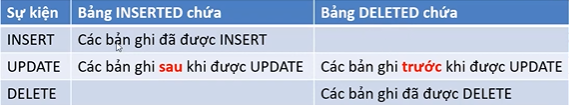 Sự kiện Bảng INSERTED chứa Bảng DELETED chứa
INSERT Các bản ghi đã được INSERT
UPDATE Các bản ghi sau khi được UPDATE Các bản ghi trước khi được UPDATE
DELETE Các bản ghi đã được DELETE